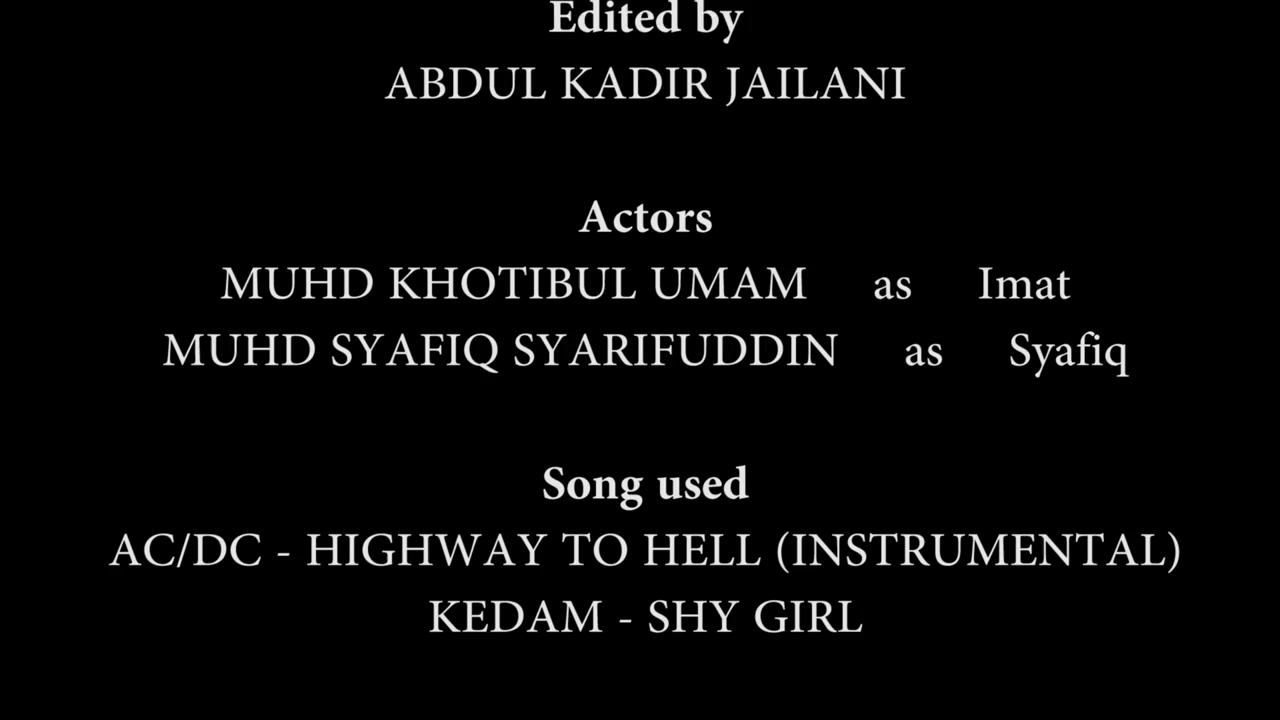 Edited by
ABDUL KADIR JAILANI
Actors
MUHD KHOTIBUL UMAM as Imat
MUHD SYAFIQ SYARIFUDDIN as Syafiq
Song used
AC/DC - HIGHWAY TO HELL (INSTRUMENTAL)
KEDAM - SHY GIRL